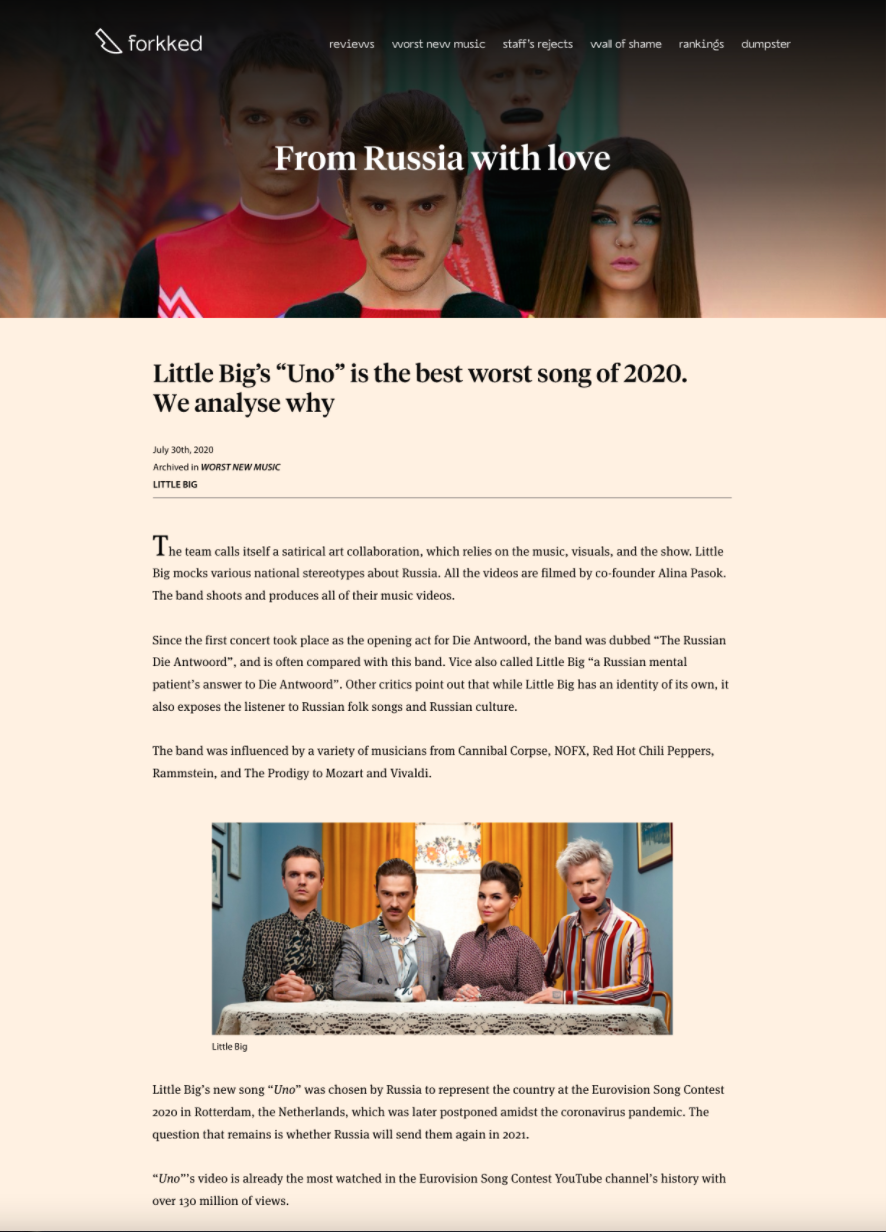 forkked
reviews worst new music staff's rejects wall of shame rankings dumpster
From Russia with love
Little Big’s “Uno” is the best worst song of 2020.
We analyse why
July 30th, 2020
Archived in WORST NEW MUSIC
LITTLE BIG
The team calls itself a satirical art collaboration, which relies on the music, visuals, and the show. Little
Big mocks various national stereotypes about Russia. All the videos are filmed by co-founder Alina Pasok.
The band shoots and produces all of their music videos.
Since the first concert took place as the opening act for Die Antwoord, the band was dubbed “The Russian
Die Antwoord”, and is often compared with this band. Vice also called Little Big “a Russian mental
patient’s answer to Die Antwoord”. Other critics point out that while Little Big has an identity of its own, it
also exposes the listener to Russian folk songs and Russian culture.
The band was influenced by a variety of musicians from Cannibal Corpse, NOFX, Red Hot Chili Peppers,
Rammstein, and The Prodigy to Mozart and Vivaldi.
Little Big
Little Big’s new song “Uno” was chosen by Russia to represent the country at the Eurovision Song Contest
2020 in Rotterdam, the Netherlands, which was later postponed amidst the coronavirus pandemic. The
question that remains is whether Russia will send them again in 2021.
“Uno”’s video is already the most watched in the Eurovision Song Contest YouTube channel’s history with
over 130 million of views.